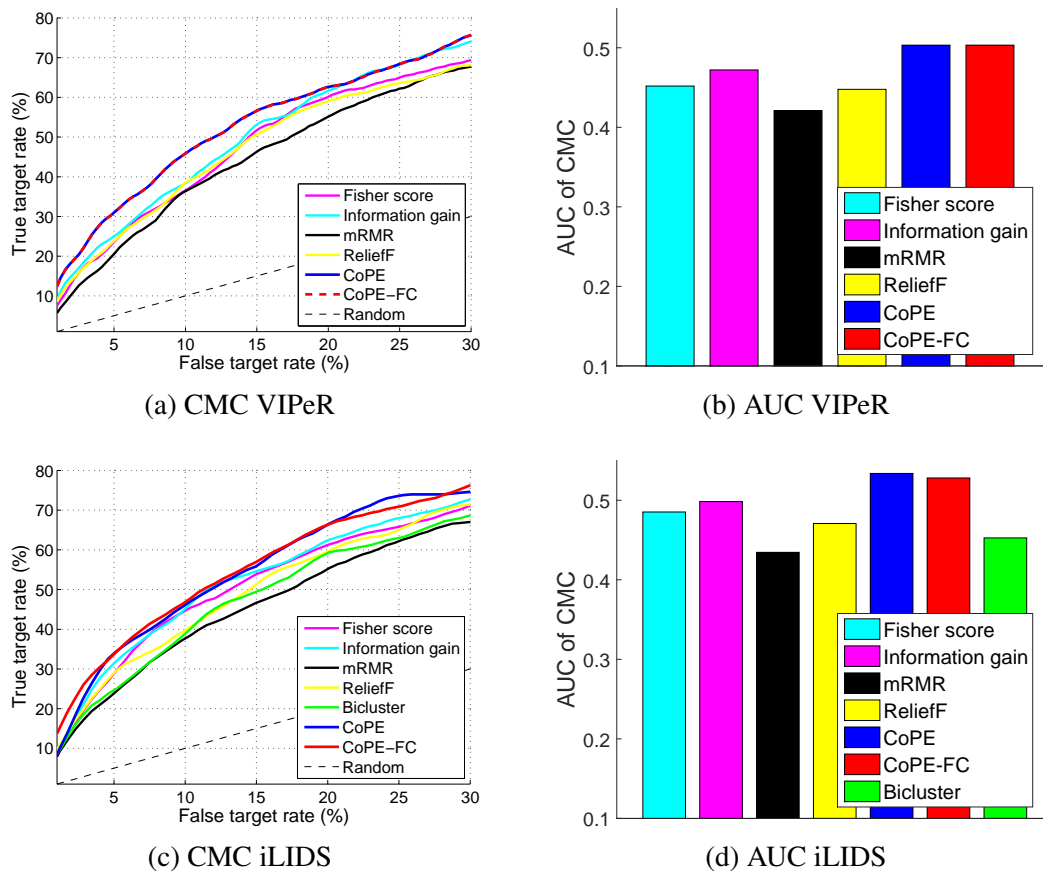 80
70
60
50
40
30
20
10
True target rate (%)
5
10
15
20
25
30
False target rate (%)
Fisher score
Information gain
mRMR
ReliefF
CoPE
CoPE−FC
Random
(a) CMC VIPeR
0.5
0.4
0.3
0.2
0.1
AUC of CMC
Fisher score
Information gain
mRMR
ReliefF
CoPE
CoPE-FC
(b) AUC VIPeR
80
70
60
50
40
30
20
10
True target rate (%)
5
10
15
20
25
30
False target rate (%)
Fisher score
Information gain
mRMR
ReliefF
Bicluster
CoPE
CoPE−FC
Random
(c) CMC iLIDS
0.5
0.4
0.3
0.2
0.1
AUC of CMC
Fisher score
Information gain
mRMR
ReliefF
CoPE
CoPE-FC
Bicluster
(d) AUC iLIDS